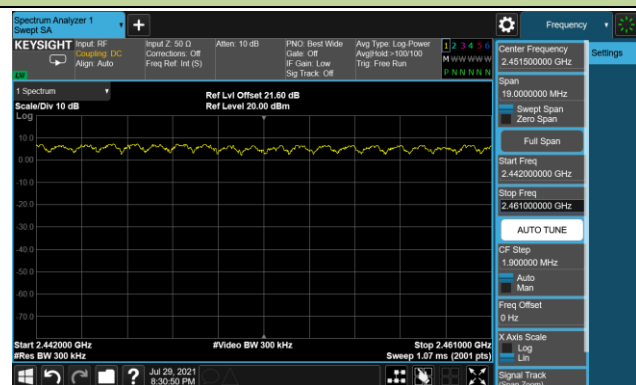 Spectrum Analyzer 1
Swept SA
+
Frequency
KEYSIGHT
Input: RF
Coupling: DC
Align: Auto
Input Z: 50 Ω
Corrections: Off
Freq Ref: Int (S)
Atten: 10 dB
PNO: Best Wide
Gate: Off
IF Gain: Low
Sig Track: Off
Avg Type: Log-Power
Avg|Hold:>100/100
Trig: Free Run
1 2 3 4 5 6
M W W W W W
P N N N N N
LW
Center Frequency
2.451500000 GHz
Settings
Span
19.0000000 MHz
Swept Span
Zero Span
Full Span
Start Freq
2.442000000 GHz
Stop Freq
2.461000000 GHz
AUTO TUNE
CF Step
1.900000 MHz
Auto
Man
Freq Offset
0 Hz
X Axis Scale
Log
Lin
Signal Track
(Span Zoom)
1 Spectrum
Scale/Div 10 dB
Log
Ref Lvl Offset 21.60 dB
Ref Level 20.00 dBm
10.0
0.00
-10.0
-20.0
-30.0
-40.0
-50.0
-60.0
-70.0
Start 2.442000 GHz
#Res BW 300 kHz
#Video BW 300 kHz
Stop 2.461000 GHz
Sweep 1.07 ms (2001 pts)
?
Jul 29, 2021
8:30:50 PM